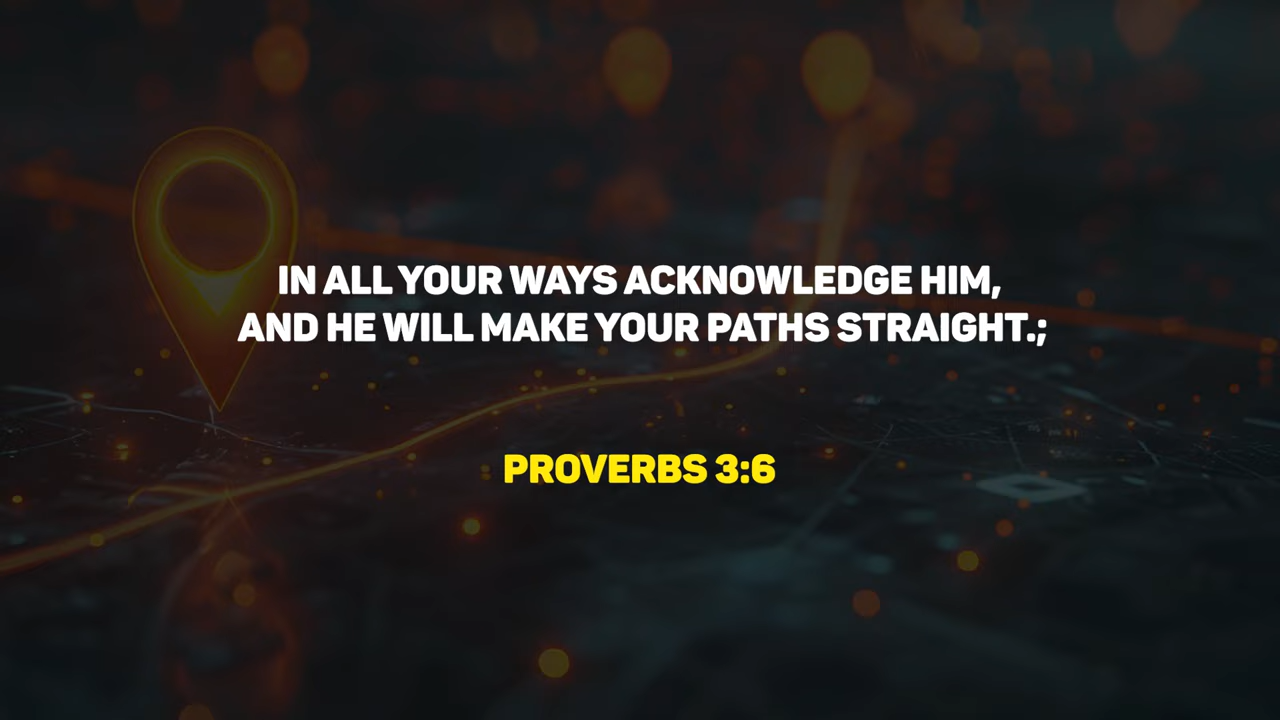 IN ALL YOUR WAYS ACKNOWLEDGE HIM,
AND HE WILL MAKE YOUR PATHS STRAIGHT.;
PROVERBS 3:6